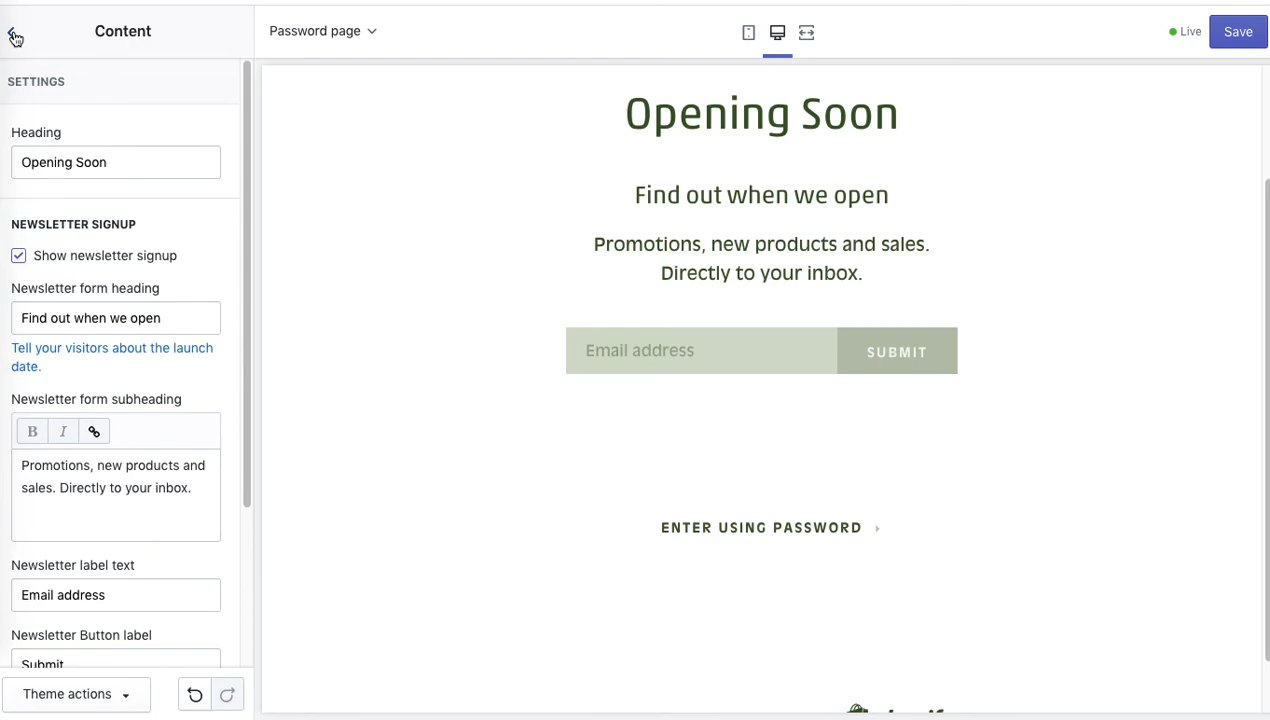 Content
Password page
Live
Save
SETTINGS
Heading
Opening Soon
NEWSLETTER SIGNUP
Show newsletter signup
Newsletter form heading
Find out when we open
Tell your visitors about the launch
date.
Newsletter form subheading
B I
Promotions, new products and
sales. Directly to your inbox.
Newsletter label text
Email address
Newsletter Button label
Submit
Theme actions
Opening Soon
Find out when we open
Promotions, new products and sales.
Directly to your inbox.
Email address
SUBMIT
ENTER USING PASSWORD